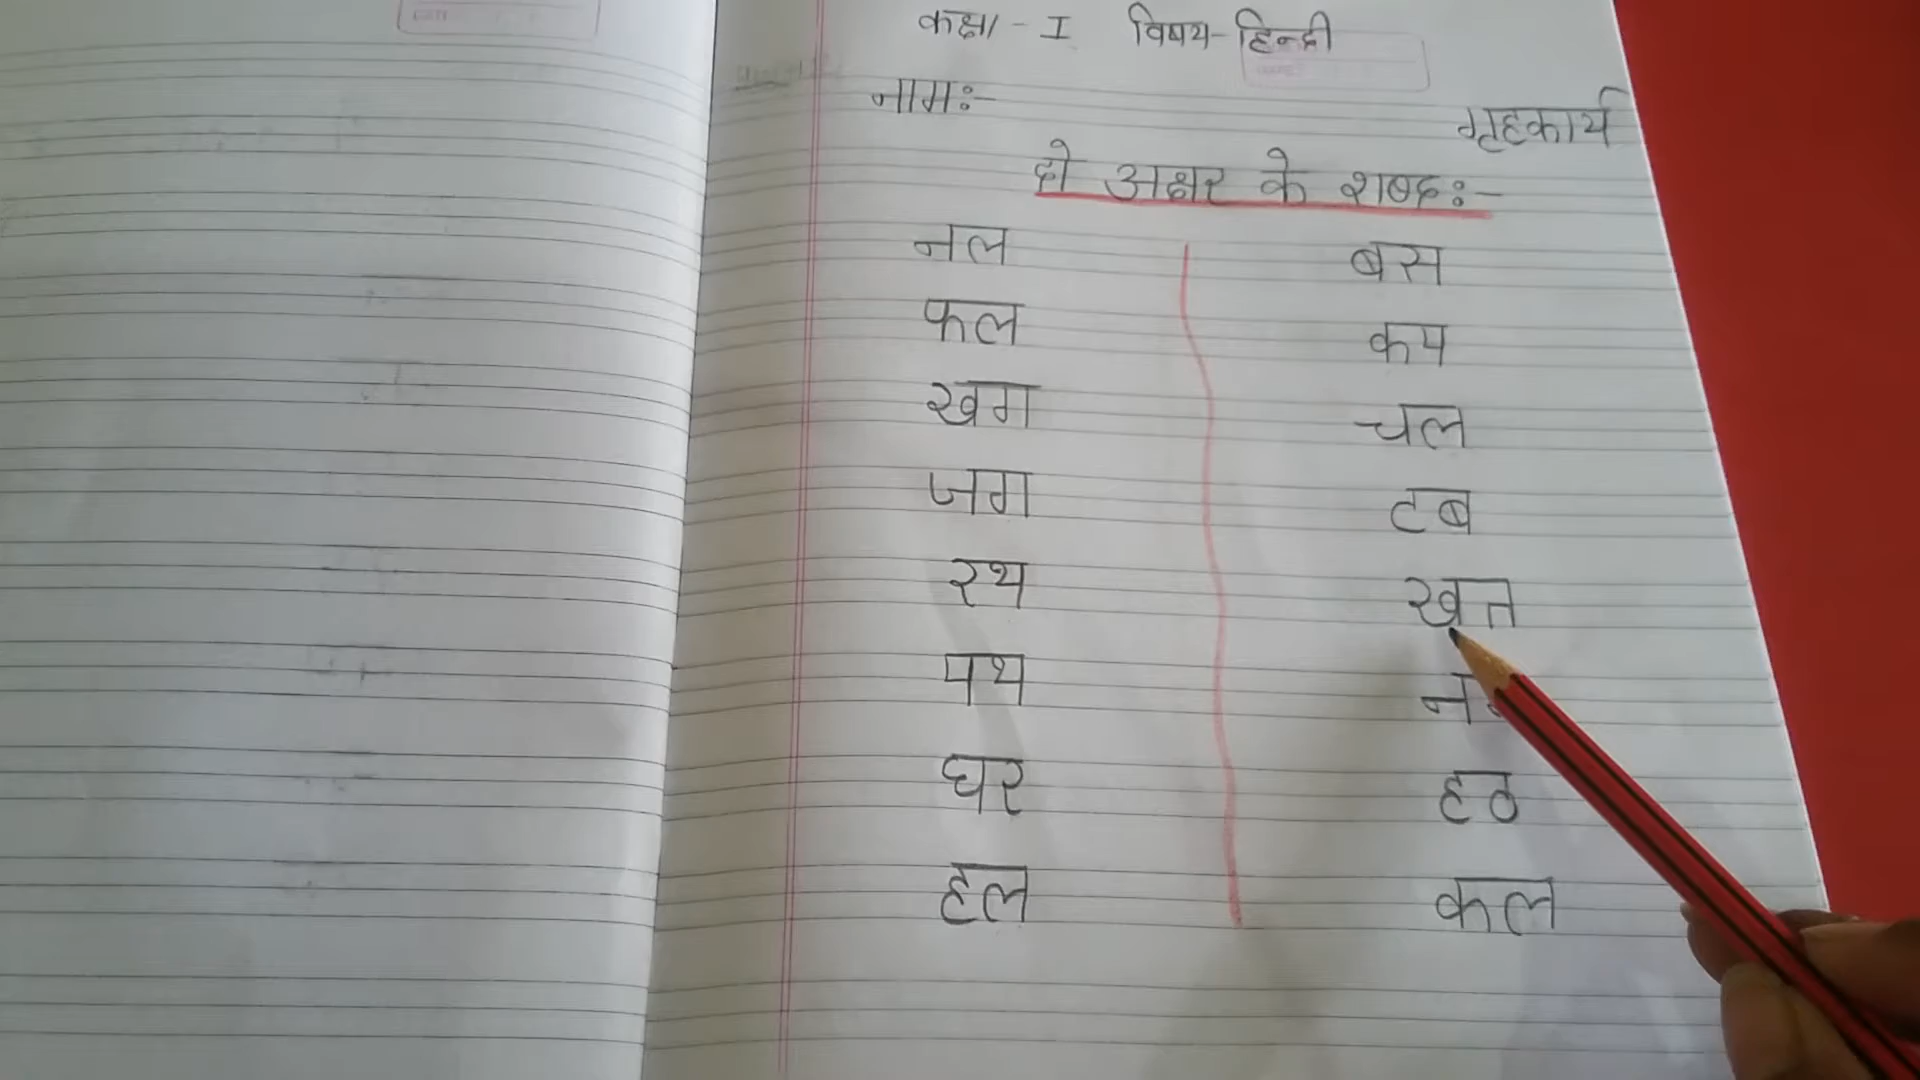 कक्षा - I विषय - हिन्दी
नामः-
गृहकार्य
दो अक्षर के शब्दः-
नल बस
फल कप
खग चल
जग टब
रथ खत
पथ
घर हठ
हल कल